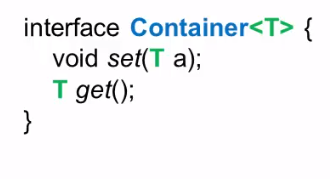 interface Container<T> {
void set(T a);
T get();
}